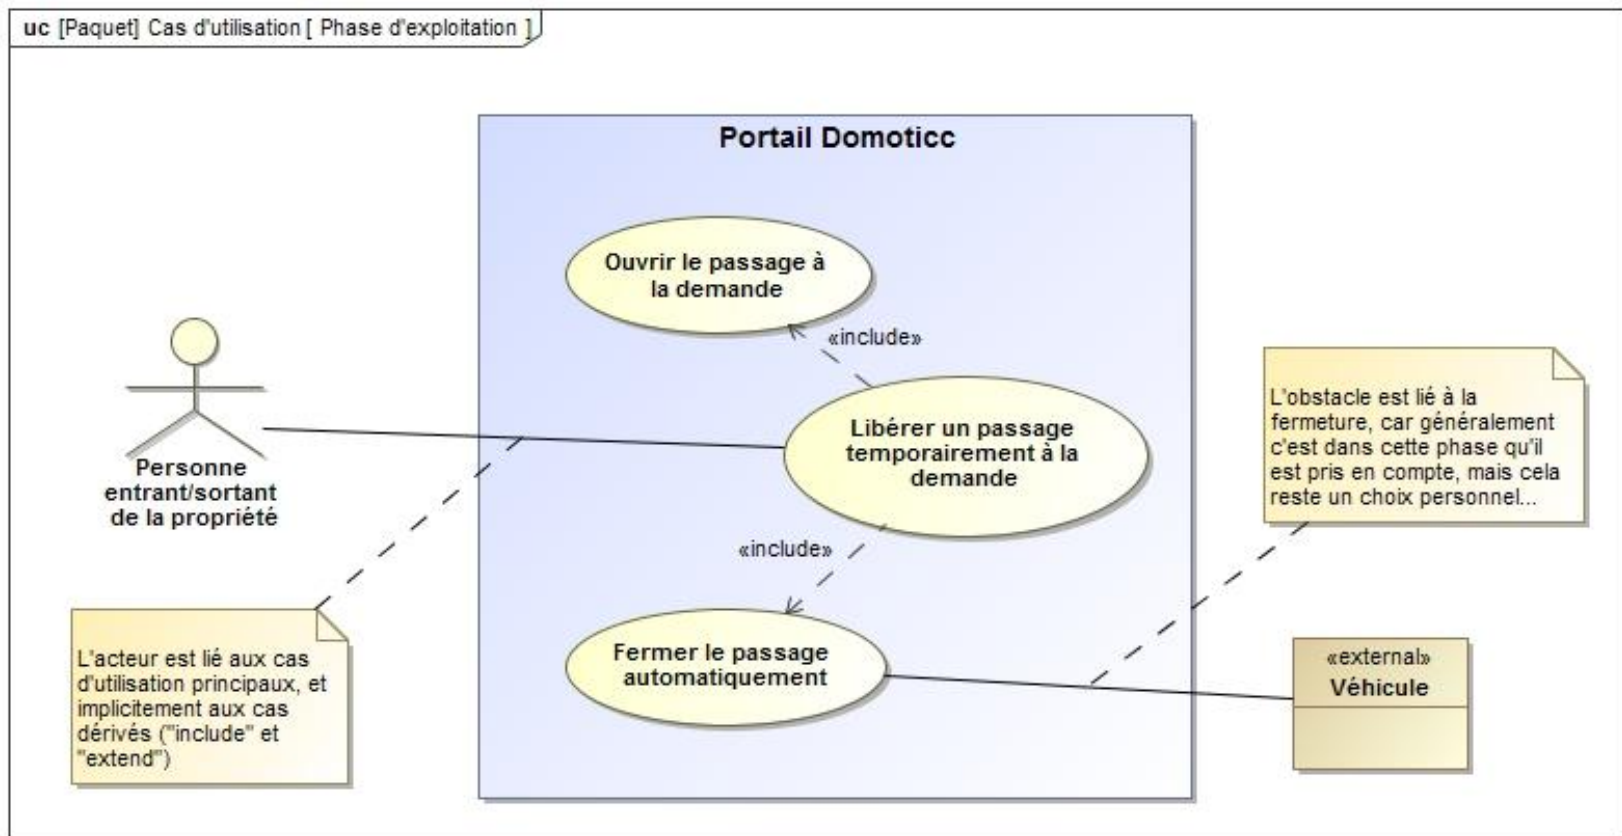 uc [Paquet] Cas d'utilisation [ Phase d'exploitation ]
Portail Domoticc
Ouvrir le passage à
la demande
«include»
Libérer un passage
temporairement à la
demande
«include»
Fermer le passage
automatiquement
Personne
entrant/sortant
de la propriété
L'acteur est lié aux cas
d'utilisation principaux, et
implicitement aux cas
dérivés ("include" et
"extend")
L'obstacle est lié à la
fermeture, car généralement
c'est dans cette phase qu'il
est pris en compte, mais cela
reste un choix personnel...
«external»
Véhicule